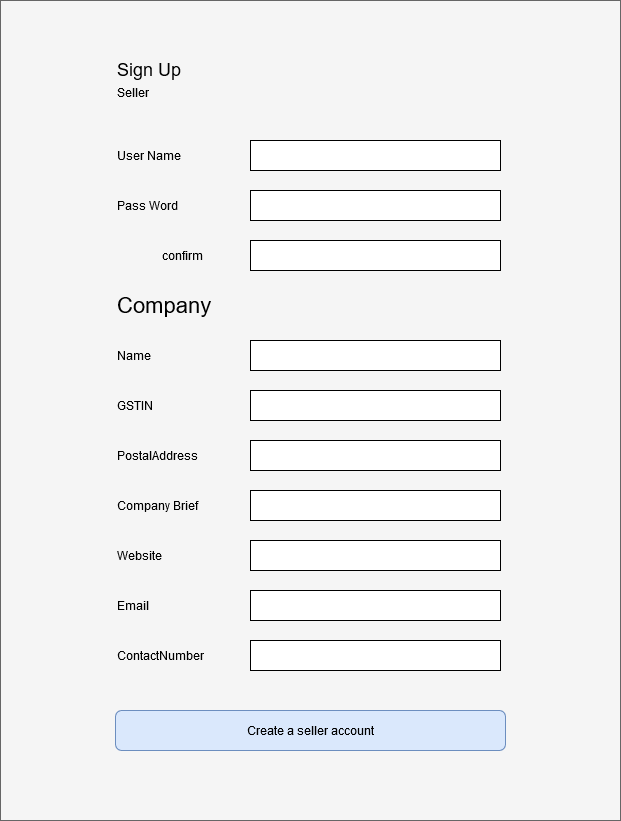 Sign Up
Seller
User Name
Pass Word
confirm
Company
Name
GSTIN
PostalAddress
Company Brief
Website
Email
ContactNumber
Create a seller account